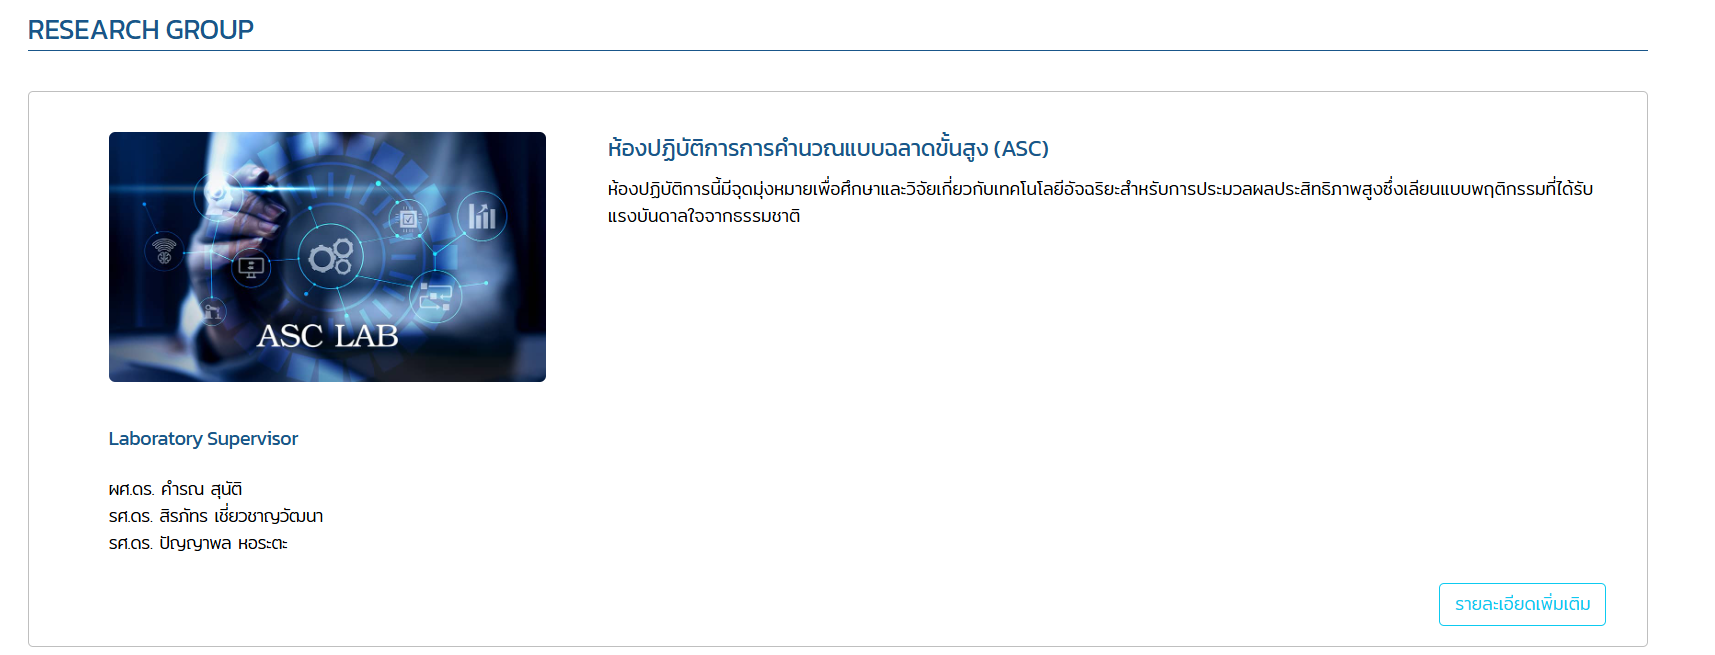 RESEARCH GROUP
ASC LAB
ห้องปฏิบัติการการคำนวณแบบฉลาดขั้นสูง (ASC)
ห้องปฏิบัติการนี้มีจุดมุ่งหมายเพื่อศึกษาและวิจัยเกี่ยวกับเทคโนโลยีอัจฉริยะสำหรับการประมวลผลประสิทธิภาพสูงซึ่งเลียนแบบพฤติกรรมที่ได้รับ
แรงบันดาลใจจากธรรมชาติ
Laboratory Supervisor
ผศ.ดร. คำรณ สุนัติ
รศ.ดร. สิรภัทร เชี่ยวชาญวัฒนา
รศ.ดร. ปัญญาพล หอระตะ
รายละเอียดเพิ่มเติม